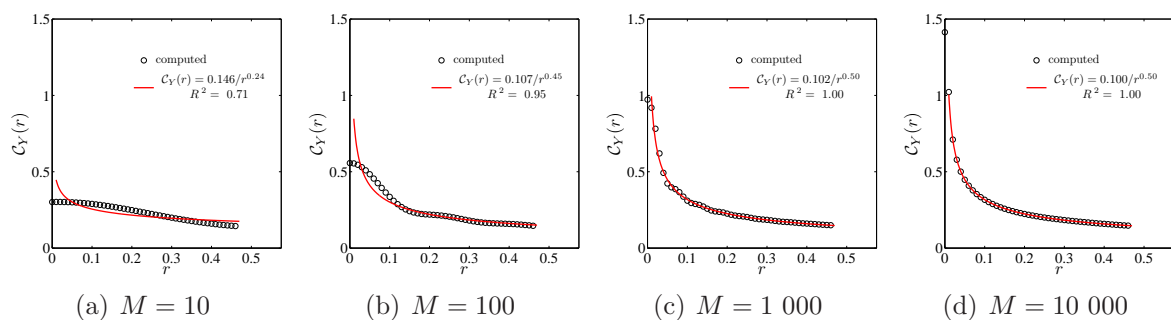 1.5
1
0.5
0
C_Y(r)
computed
C_Y(r) = 0.146/r^0.24
R^2 = 0.71
0 0.1 0.2 0.3 0.4 0.5
r
(a) M = 10
1.5
1
0.5
0
C_Y(r)
computed
C_Y(r) = 0.107/r^0.45
R^2 = 0.95
0 0.1 0.2 0.3 0.4 0.5
r
(b) M = 100
1.5
1
0.5
0
C_Y(r)
computed
C_Y(r) = 0.102/r^0.50
R^2 = 1.00
0 0.1 0.2 0.3 0.4 0.5
r
(c) M = 1 000
1.5
1
0.5
0
C_Y(r)
computed
C_Y(r) = 0.100/r^0.50
R^2 = 1.00
0 0.1 0.2 0.3 0.4 0.5
r
(d) M = 10 000